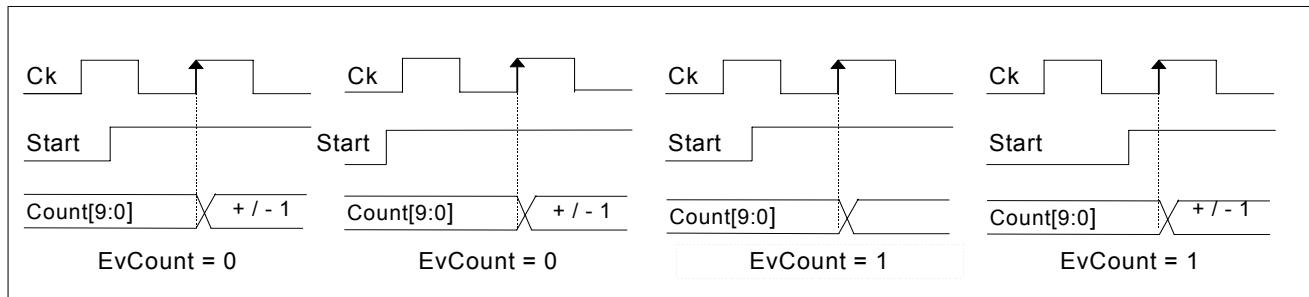 Ck
Start
Count[9:0]
+ / - 1
EvCount = 0
Ck
Start
Count[9:0]
+ / - 1
EvCount = 0
Ck
Start
Count[9:0]
EvCount = 1
Ck
Start
Count[9:0]
+ / - 1
EvCount = 1